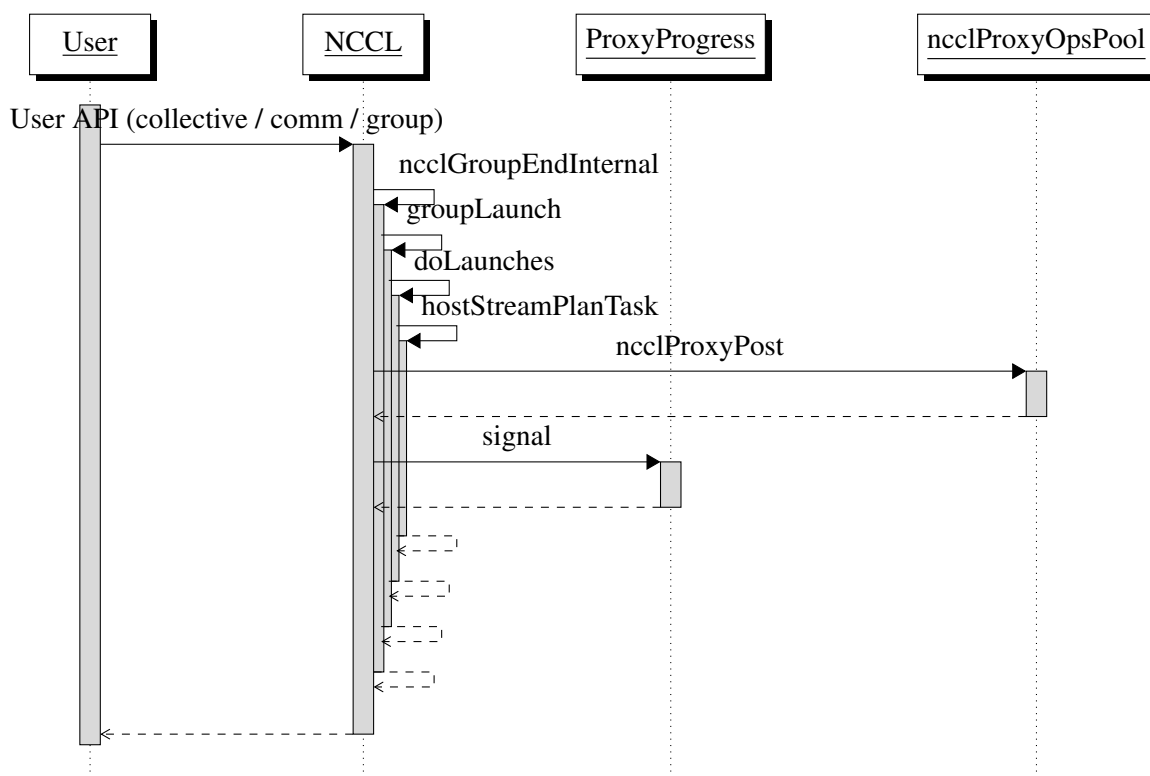 User
NCCL
ProxyProgress
ncclProxyOpsPool
User API (collective / comm / group)
ncclGroupEndInternal
groupLaunch
doLaunches
hostStreamPlanTask
ncclProxyPost
signal